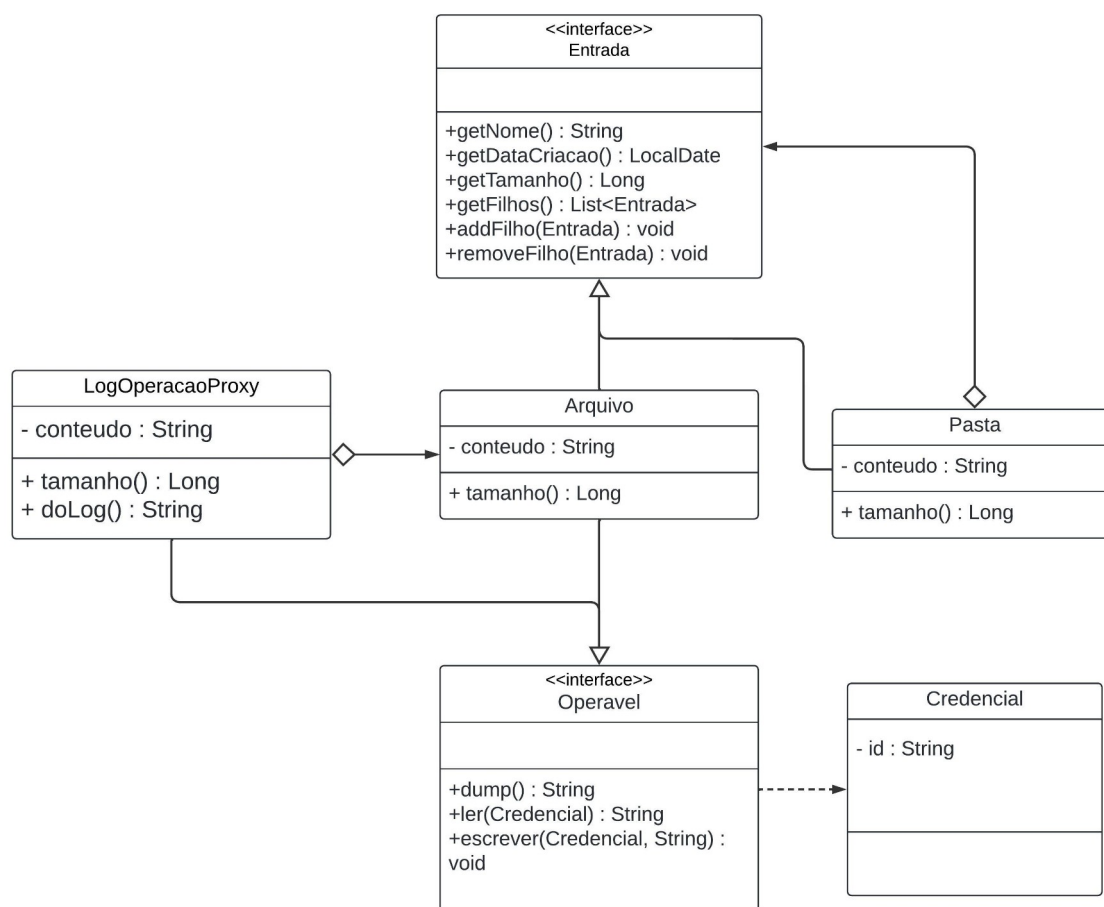 <<interface>>
Entrada
+getNome() : String
+getDataCriacao() : LocalDate
+getTamanho() : Long
+getFilhos() : List<Entrada>
+addFilho(Entrada) : void
+removeFilho(Entrada) : void
LogOperacaoProxy
- conteudo : String
+ tamanho() : Long
+ doLog() : String
Arquivo
- conteudo : String
+ tamanho() : Long
Pasta
- conteudo : String
+ tamanho() : Long
<<interface>>
Operavel
+dump() : String
+ler(Credencial) : String
+escrever(Credencial, String) :
void
Credencial
- id : String